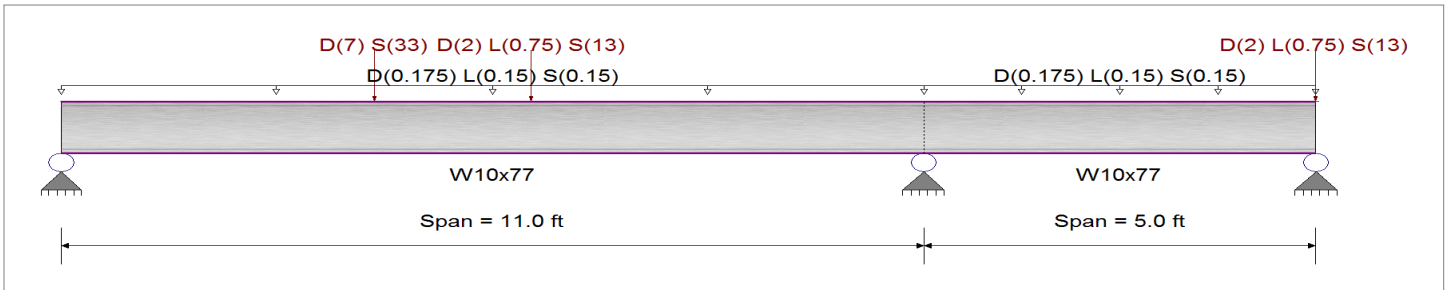 D(7) S(33) D(2) L(0.75) S(13) D(2) L(0.75) S(13)
D(0.175) L(0.15) S(0.15) D(0.175) L(0.15) S(0.15)
W10x77 W10x77
Span = 11.0 ft Span = 5.0 ft